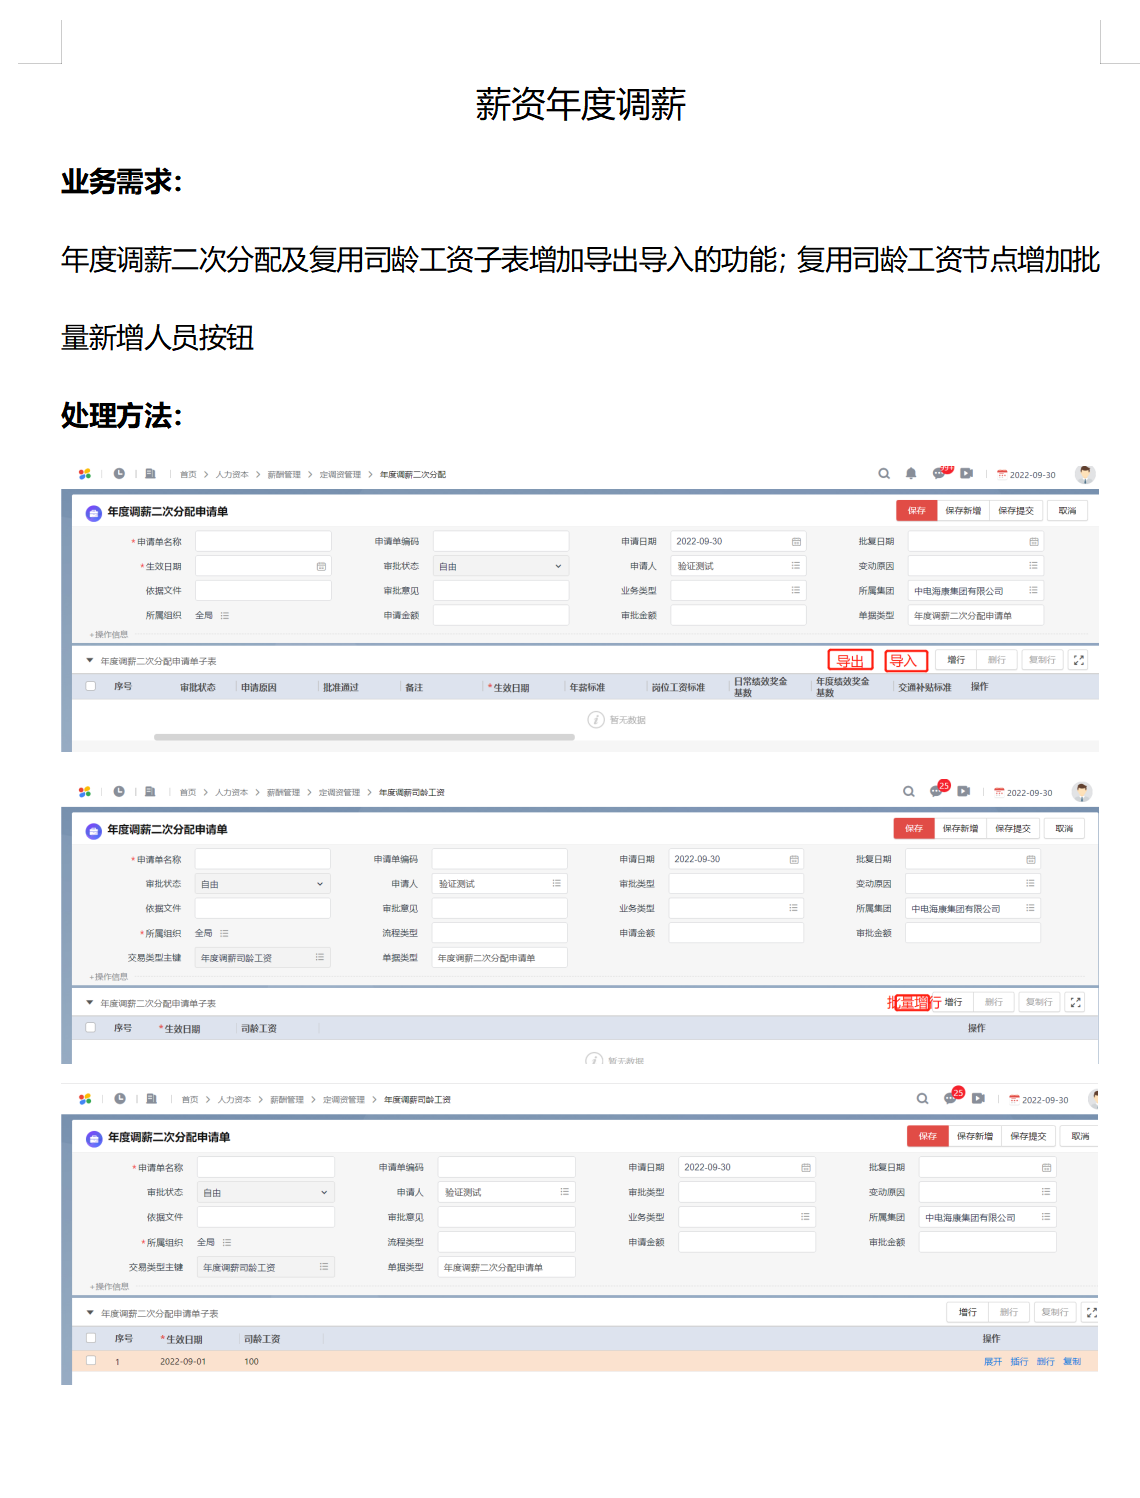 薪资年度调薪
业务需求：
年度调薪二次分配及复用司龄工资子表增加导出导入的功能；复用司龄工资节点增加批
量新增人员按钮
处理方法：
首页 > 人力资本 > 薪酬管理 > 定调资管理 > 年度调薪二次分配 2022-09-30
年度调薪二次分配申请单 保存 保存新增 保存提交 取消
*申请单名称 申请单编码 申请日期 2022-09-30 批复日期
*生效日期 审批状态 自由 申请人 验证测试 变动原因
依据文件 审批意见 业务类型 所属集团 中电海康集团有限公司
所属组织 全局 申请金额 审批金额 单据类型 年度调薪二次分配申请单
+操作信息
年度调薪二次分配申请单子表 导出 导入 增行 删行 复制行
序号 审批状态 申请原因 批准通过 备注 *生效日期 年薪标准 岗位工资标准 日常绩效奖金基数 年度绩效奖金基数 交通补贴标准 操作
暂无数据
首页 > 人力资本 > 薪酬管理 > 定调资管理 > 年度调薪司龄工资 25 2022-09-30
年度调薪二次分配申请单 保存 保存新增 保存提交 取消
*申请单名称 申请单编码 申请日期 2022-09-30 批复日期
审批状态 自由 申请人 验证测试 审批类型 变动原因
依据文件 审批意见 业务类型 所属集团 中电海康集团有限公司
*所属组织 全局 流程类型 申请金额 审批金额
交易类型主键 年度调薪司龄工资 单据类型 年度调薪二次分配申请单
+操作信息
年度调薪二次分配申请单子表 批量增行 增行 删行 复制行
序号 *生效日期 司龄工资 操作
暂无数据
首页 > 人力资本 > 薪酬管理 > 定调资管理 > 年度调薪司龄工资 25 2022-09-30
年度调薪二次分配申请单 保存 保存新增 保存提交 取消
*申请单名称 申请单编码 申请日期 2022-09-30 批复日期
审批状态 自由 申请人 验证测试 审批类型 变动原因
依据文件 审批意见 业务类型 所属集团 中电海康集团有限公司
*所属组织 全局 流程类型 申请金额 审批金额
交易类型主键 年度调薪司龄工资 单据类型 年度调薪二次分配申请单
+操作信息
年度调薪二次分配申请单子表 增行 删行 复制行
序号 *生效日期 司龄工资 操作
1 2022-09-01 100 展开 插行 删行 复制